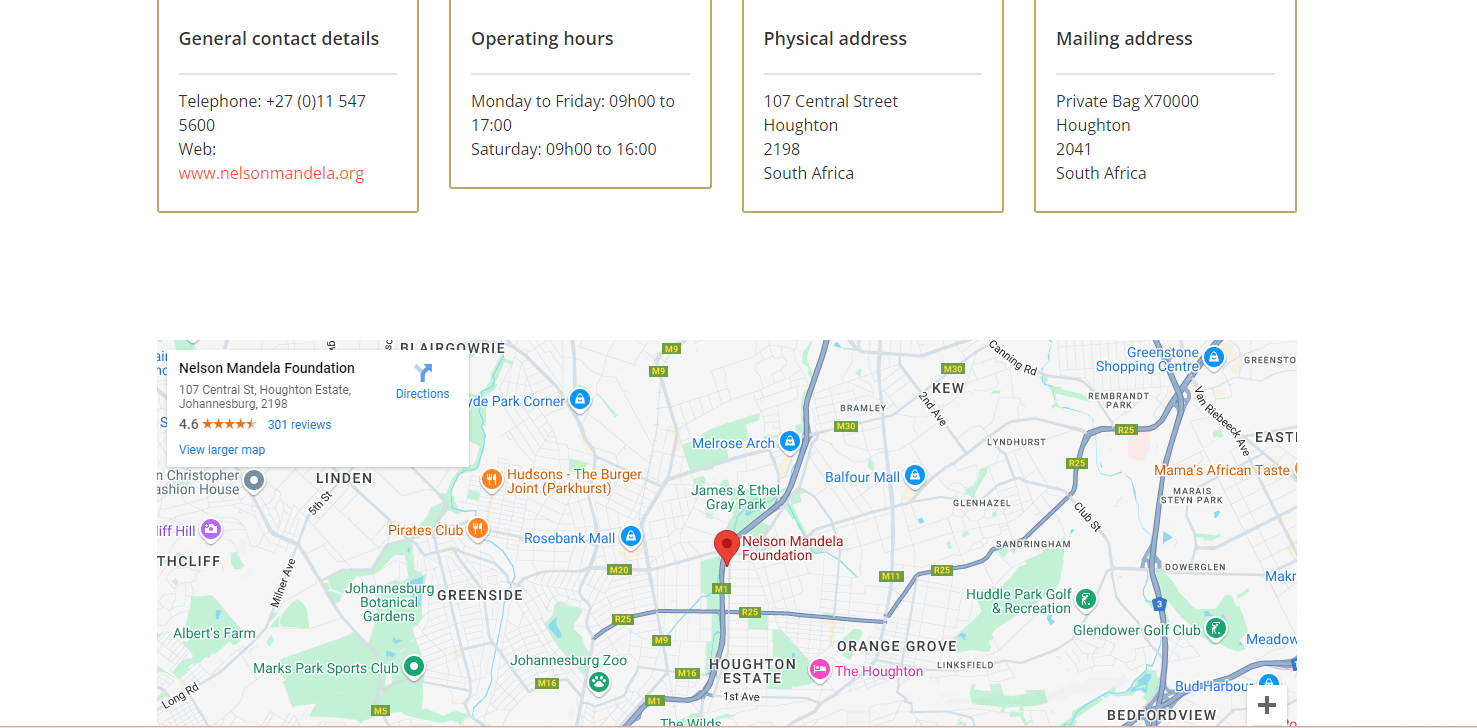 General contact details
Telephone: +27 (0)11 547
5600
Web:
www.nelsonmandela.org
Operating hours
Monday to Friday: 09h00 to
17:00
Saturday: 09h00 to 16:00
Physical address
107 Central Street
Houghton
2198
South Africa
Mailing address
Private Bag X70000
Houghton
2041
South Africa
Nelson Mandela Foundation
107 Central St, Houghton Estate,
Johannesburg, 2198
4.6
301 reviews
View larger map
Directions
BLAIRGOWRIE
M9
M9
Canning Rd
Greenstone
Shopping Centre
GREENSTO
M30
KEW
2nd Ave
REMBRANDT
PARK
Van Riebeeck Ave
yde Park Corner
BRAMLEY
M30
R25
EASTL
Melrose Arch
LYNDHURST
R25
Mama's African Taste
n Christopher
ashion House
LINDEN
5th St
Hudsons - The Burger
Joint (Parkhurst)
James & Ethel
Gray Park
Balfour Mall
GLENHAZEL
MARAIS
STEYN PARK
Club St
iff Hill
Pirates Club
Rosebank Mall
Nelson Mandela
Foundation
SANDRINGHAM
THCLIFF
Milner Ave
M20
M11
R25
DOWERGLEN
Makr
Johannesburg
Botanical
Gardens
GREENSIDE
M1
R25
R25
Huddle Park Golf
& Recreation
3
Albert's Farm
M9
Glendower Golf Club
Meadow
ORANGE GROVE
Marks Park Sports Club
Johannesburg Zoo
HOUGHTON
ESTATE
The Houghton
LINKSFIELD
Long Rd
M16
M16
1st Ave
Bud Harbour
M5
M1
The Wilds
BEDFORDVIEW